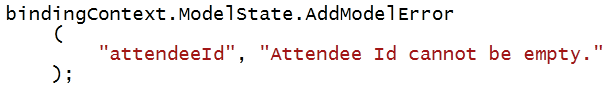 bindingContext.ModelState.AddModelError
(
"attendeeId", "Attendee Id cannot be empty."
);